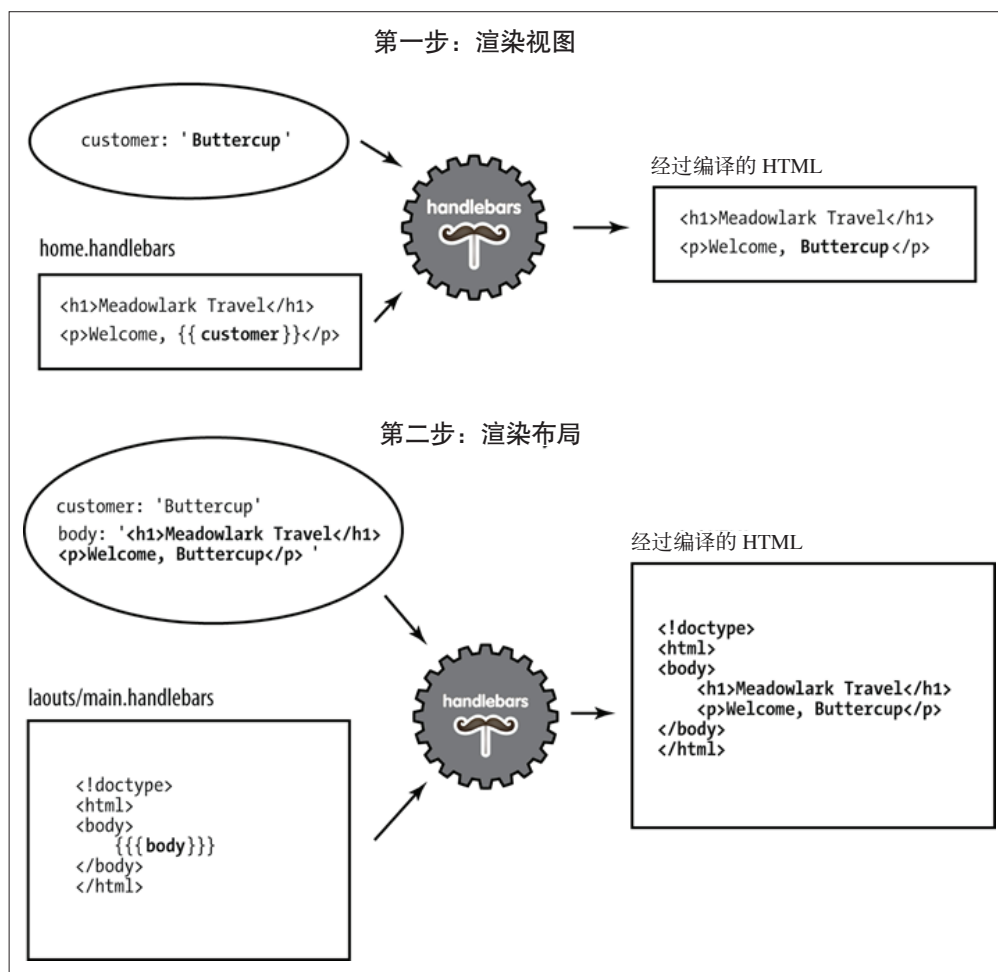 第一步：渲染视图
customer: 'Buttercup'
handlebars
经过编译的 HTML
<h1>Meadowlark Travel</h1>
<p>Welcome, Buttercup</p>
home.handlebars
<h1>Meadowlark Travel</h1>
<p>Welcome, {{customer}}</p>
第二步：渲染布局
customer: 'Buttercup'
body: '<h1>Meadowlark Travel</h1>
<p>Welcome, Buttercup</p> '
经过编译的 HTML
<!doctype>
<html>
<body>
<h1>Meadowlark Travel</h1>
<p>Welcome, Buttercup</p>
</body>
</html>
handlebars
laouts/main.handlebars
<!doctype>
<html>
<body>
{{{body}}}
</body>
</html>